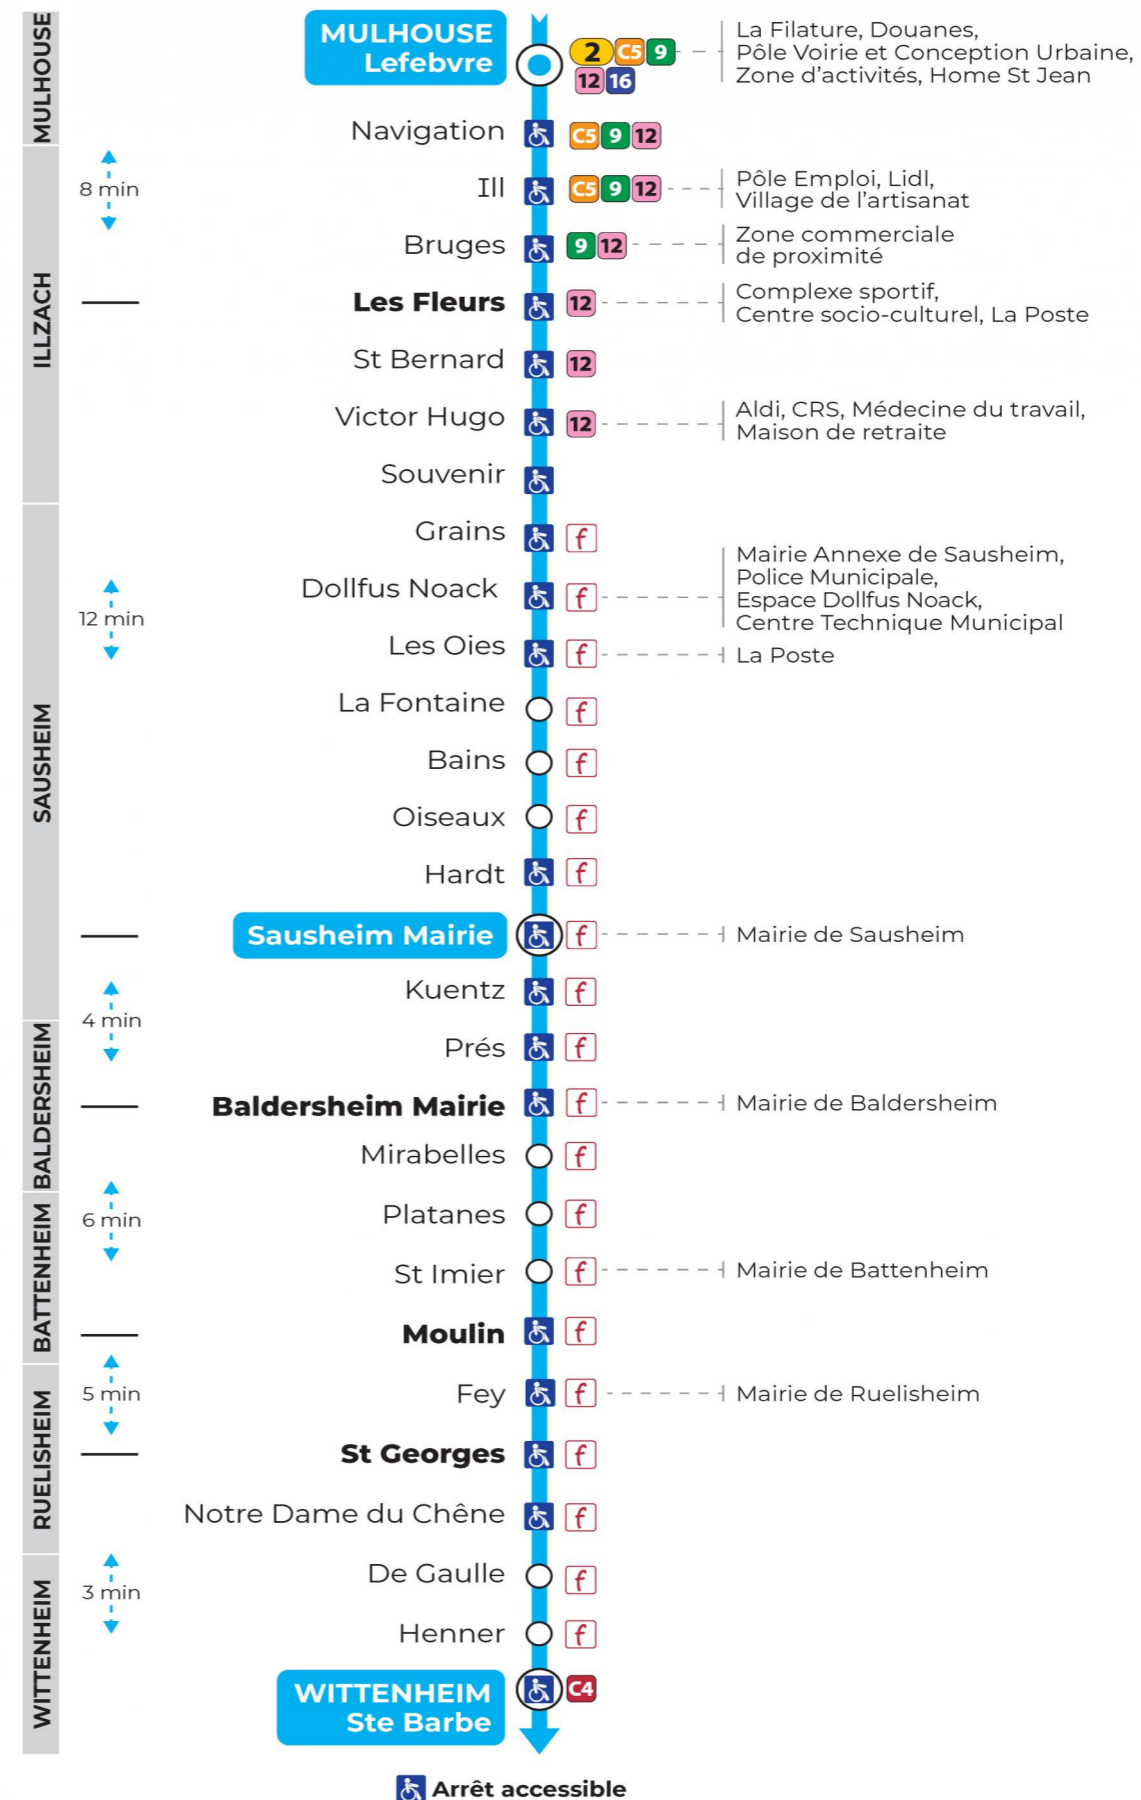 MULHOUSE
MULHOUSE
Lefebvre
2 C5 9
12 16
La Filature, Douanes,
Pôle Voirie et Conception Urbaine,
Zone d'activités, Home St Jean
Navigation
C5 9 12
ILLZACH
8 min
Ill
C5 9 12
Pôle Emploi, Lidl,
Village de l'artisanat
Bruges
9 12
Zone commerciale
de proximité
Les Fleurs
12
Complexe sportif,
Centre socio-culturel, La Poste
St Bernard
12
Victor Hugo
12
Aldi, CRS, Médecine du travail,
Maison de retraite
Souvenir
SAUSHEIM
Grains
f
12 min
Dollfus Noack
f
Mairie Annexe de Sausheim,
Police Municipale,
Espace Dollfus Noack,
Centre Technique Municipal
Les Oies
f
La Poste
La Fontaine
f
Bains
f
Oiseaux
f
Hardt
f
Sausheim Mairie
f
Mairie de Sausheim
Kuentz
f
4 min
BALDERSHEIM
Prés
f
Baldersheim Mairie
f
Mairie de Baldersheim
Mirabelles
f
BATTENHEIM
6 min
Platanes
f
St Imier
f
Mairie de Battenheim
Moulin
f
RUELISHEIM
5 min
Fey
f
Mairie de Ruelisheim
St Georges
f
Notre Dame du Chêne
f
WITTENHEIM
3 min
De Gaulle
f
Henner
f
WITTENHEIM
Ste Barbe
C4
Arrêt accessible